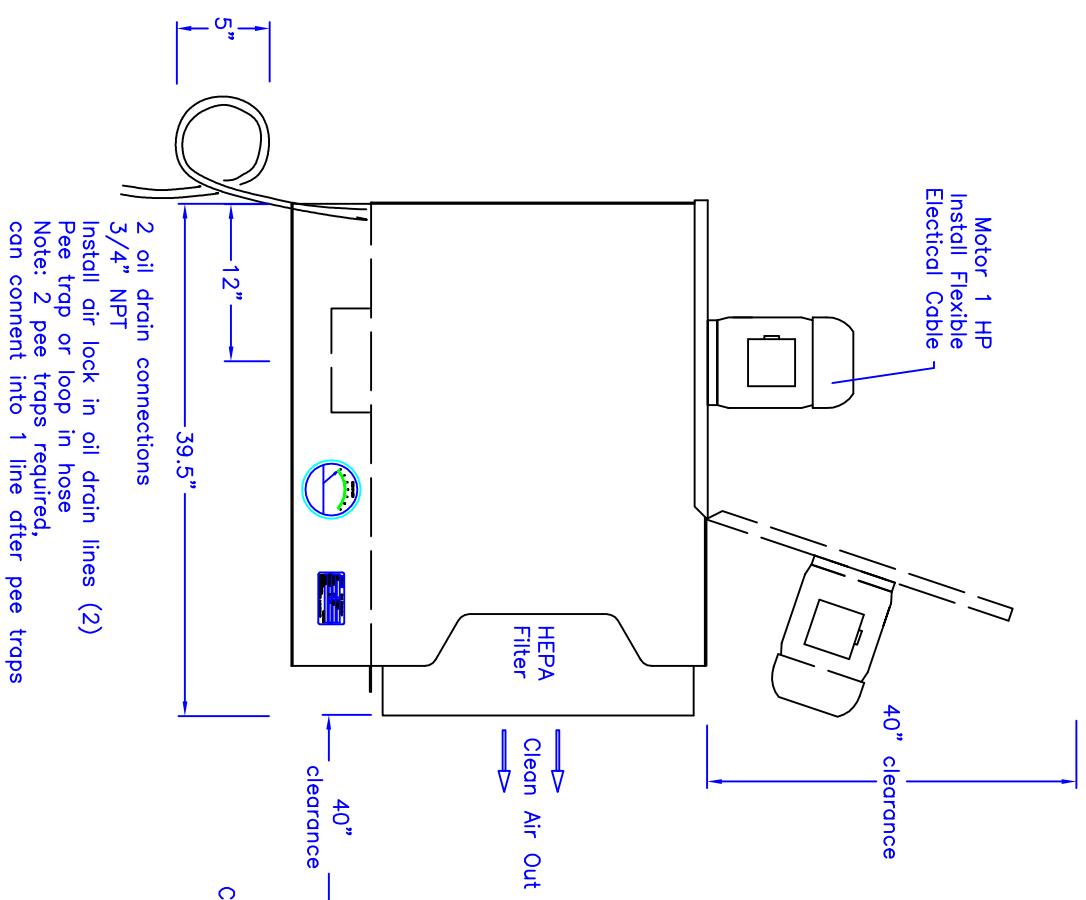 Motor 1 HP
Install Flexible
Electical Cable
40" clearance
HEPA
Filter
Clean Air Out
40"
clearance
5"
12"
39.5"
2 oil drain connections
3/4" NPT
Install air lock in oil drain lines (2)
Pee trap or loop in hose
Note: 2 pee traps required,
can connent into 1 line after pee traps
C